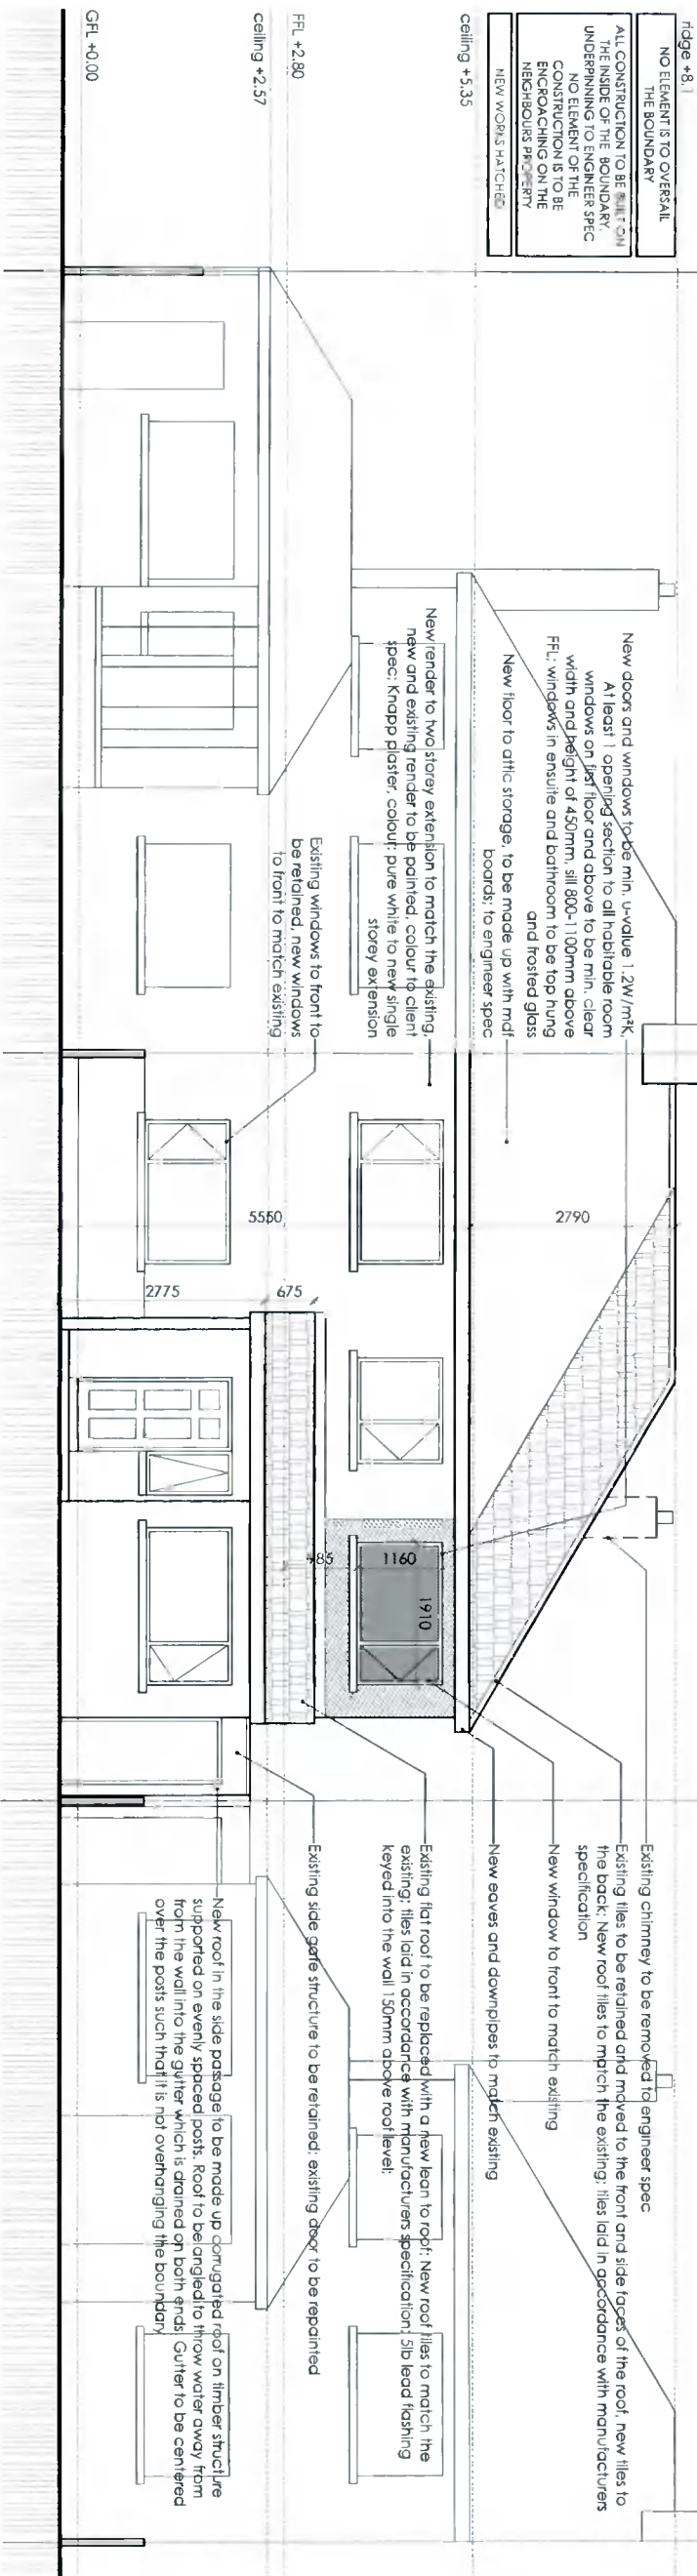 ridge +8.1
NO ELEMENT IS TO OVERSAIL
THE BOUNDARY
ALL CONSTRUCTION TO BE BUILT ON
THE INSIDE OF THE BOUNDARY.
UNDERPINNING TO ENGINEER SPEC
NO ELEMENT OF THE
CONSTRUCTION IS TO BE
ENCROACHING ON THE
NEIGHBOURS PROPERTY
NEW WORKS HATCHED
ceiling +5.35
FFL +2.80
ceiling +2.57
GFL +0.00
New doors and windows to be min. u-value 1.2W/m²K.
At least 1 opening section to all habitable room
windows on first floor and above to be min. clear
width and height of 450mm, sill 800-1100mm above
FFL; windows in ensuite and bathroom to be top hung
and frosted glass
New floor to attic storage, to be made up with mdf
boards; to engineer spec
New render to two storey extension to match the existing,
new and existing render to be painted, colour to client
spec; Knapp plaster, colour: pure white to new single
storey extension
Existing windows to front to
be retained, new windows
to front to match existing
2790
5550
2775
675
985
1160
1910
Existing chimney to be removed to engineer spec
Existing tiles to be retained and moved to the front and side faces of the roof, new tiles to
the back; New roof tiles to match the existing; tiles laid in accordance with manufacturers
specification
New window to front to match existing
New eaves and downpipes to match existing
Existing flat roof to be replaced with a new lean to roof; New roof tiles to match the
existing; tiles laid in accordance with manufacturers specification; 5lb lead flashing
keyed into the wall 150mm above roof level;
Existing side gate structure to be retained; existing door to be repainted
New roof in the side passage to be made up corrugated roof on timber structure
supported on evenly spaced posts. Roof to be angled to throw water away from
from the wall into the gutter which is drained on both ends. Gutter to be centered
over the posts such that it is not overhanging the boundary